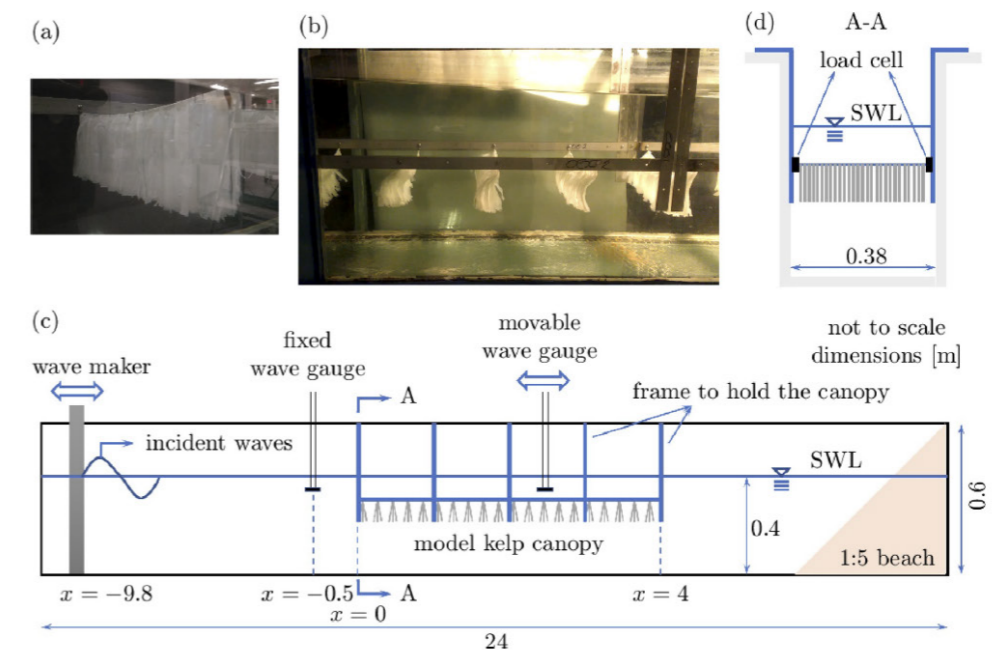 (a)
(b)
(d)
A-A
load cell
SWL
0.38
(c)
wave maker
fixed
wave gauge
movable
wave gauge
not to scale
dimensions [m]
A
frame to hold the canopy
incident waves
SWL
model kelp canopy
0.4
0.6
1:5 beach
x = −9.8
x = −0.5
A
x = 0
x = 4
24